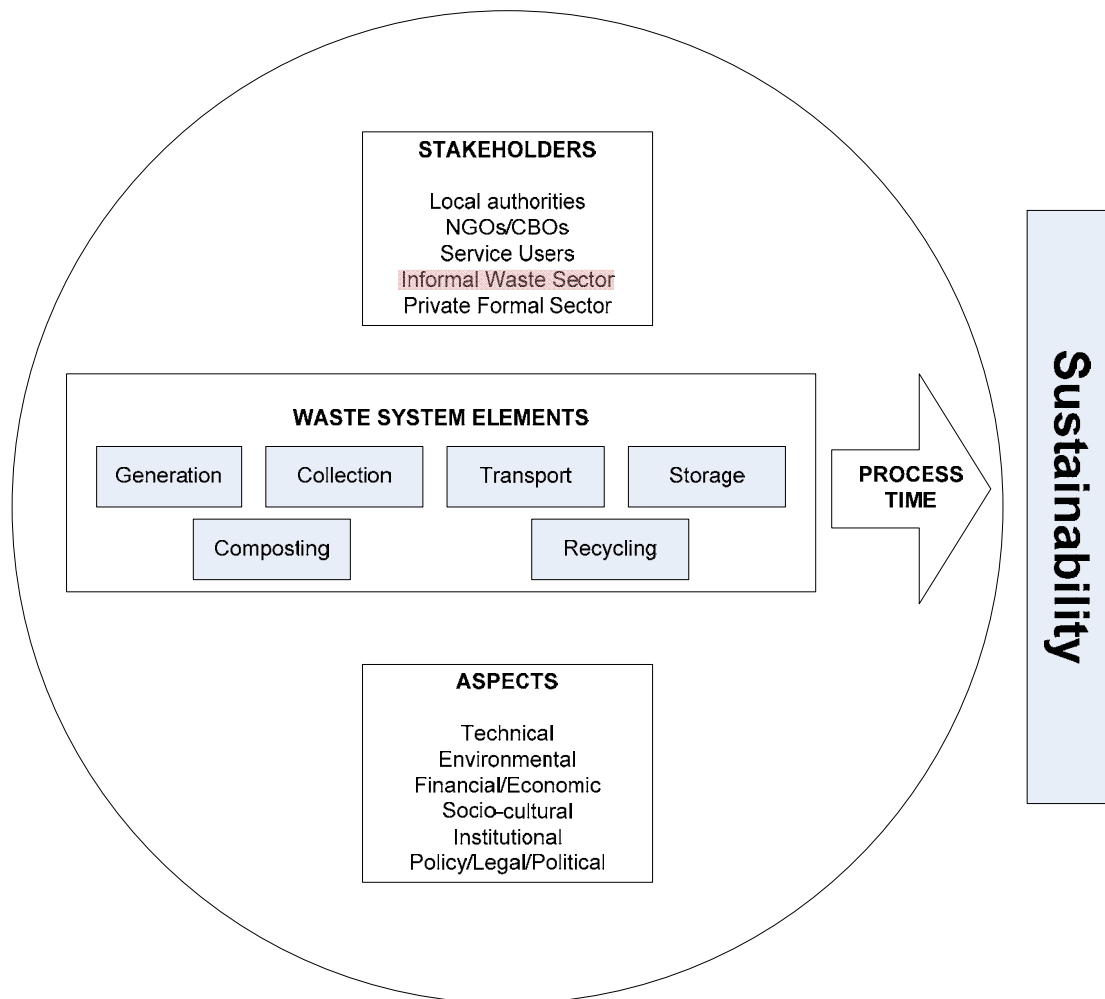 STAKEHOLDERS
Local authorities
NGOs/CBOs
Service Users
Informal Waste Sector
Private Formal Sector
WASTE SYSTEM ELEMENTS
Generation
Collection
Transport
Storage
Composting
Recycling
PROCESS
TIME
Sustainability
ASPECTS
Technical
Environmental
Financial/Economic
Socio-cultural
Institutional
Policy/Legal/Political